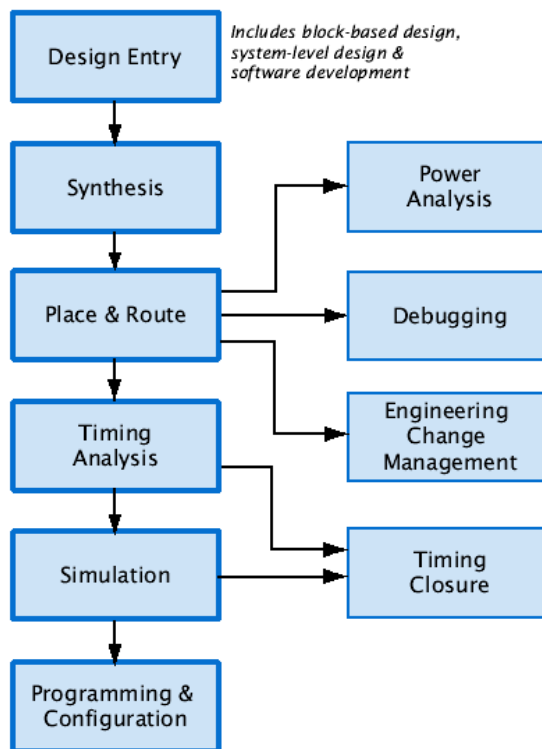 Design Entry
Includes block-based design,
system-level design &
software development
Synthesis
Power
Analysis
Place & Route
Debugging
Timing
Analysis
Engineering
Change
Management
Simulation
Timing
Closure
Programming &
Configuration